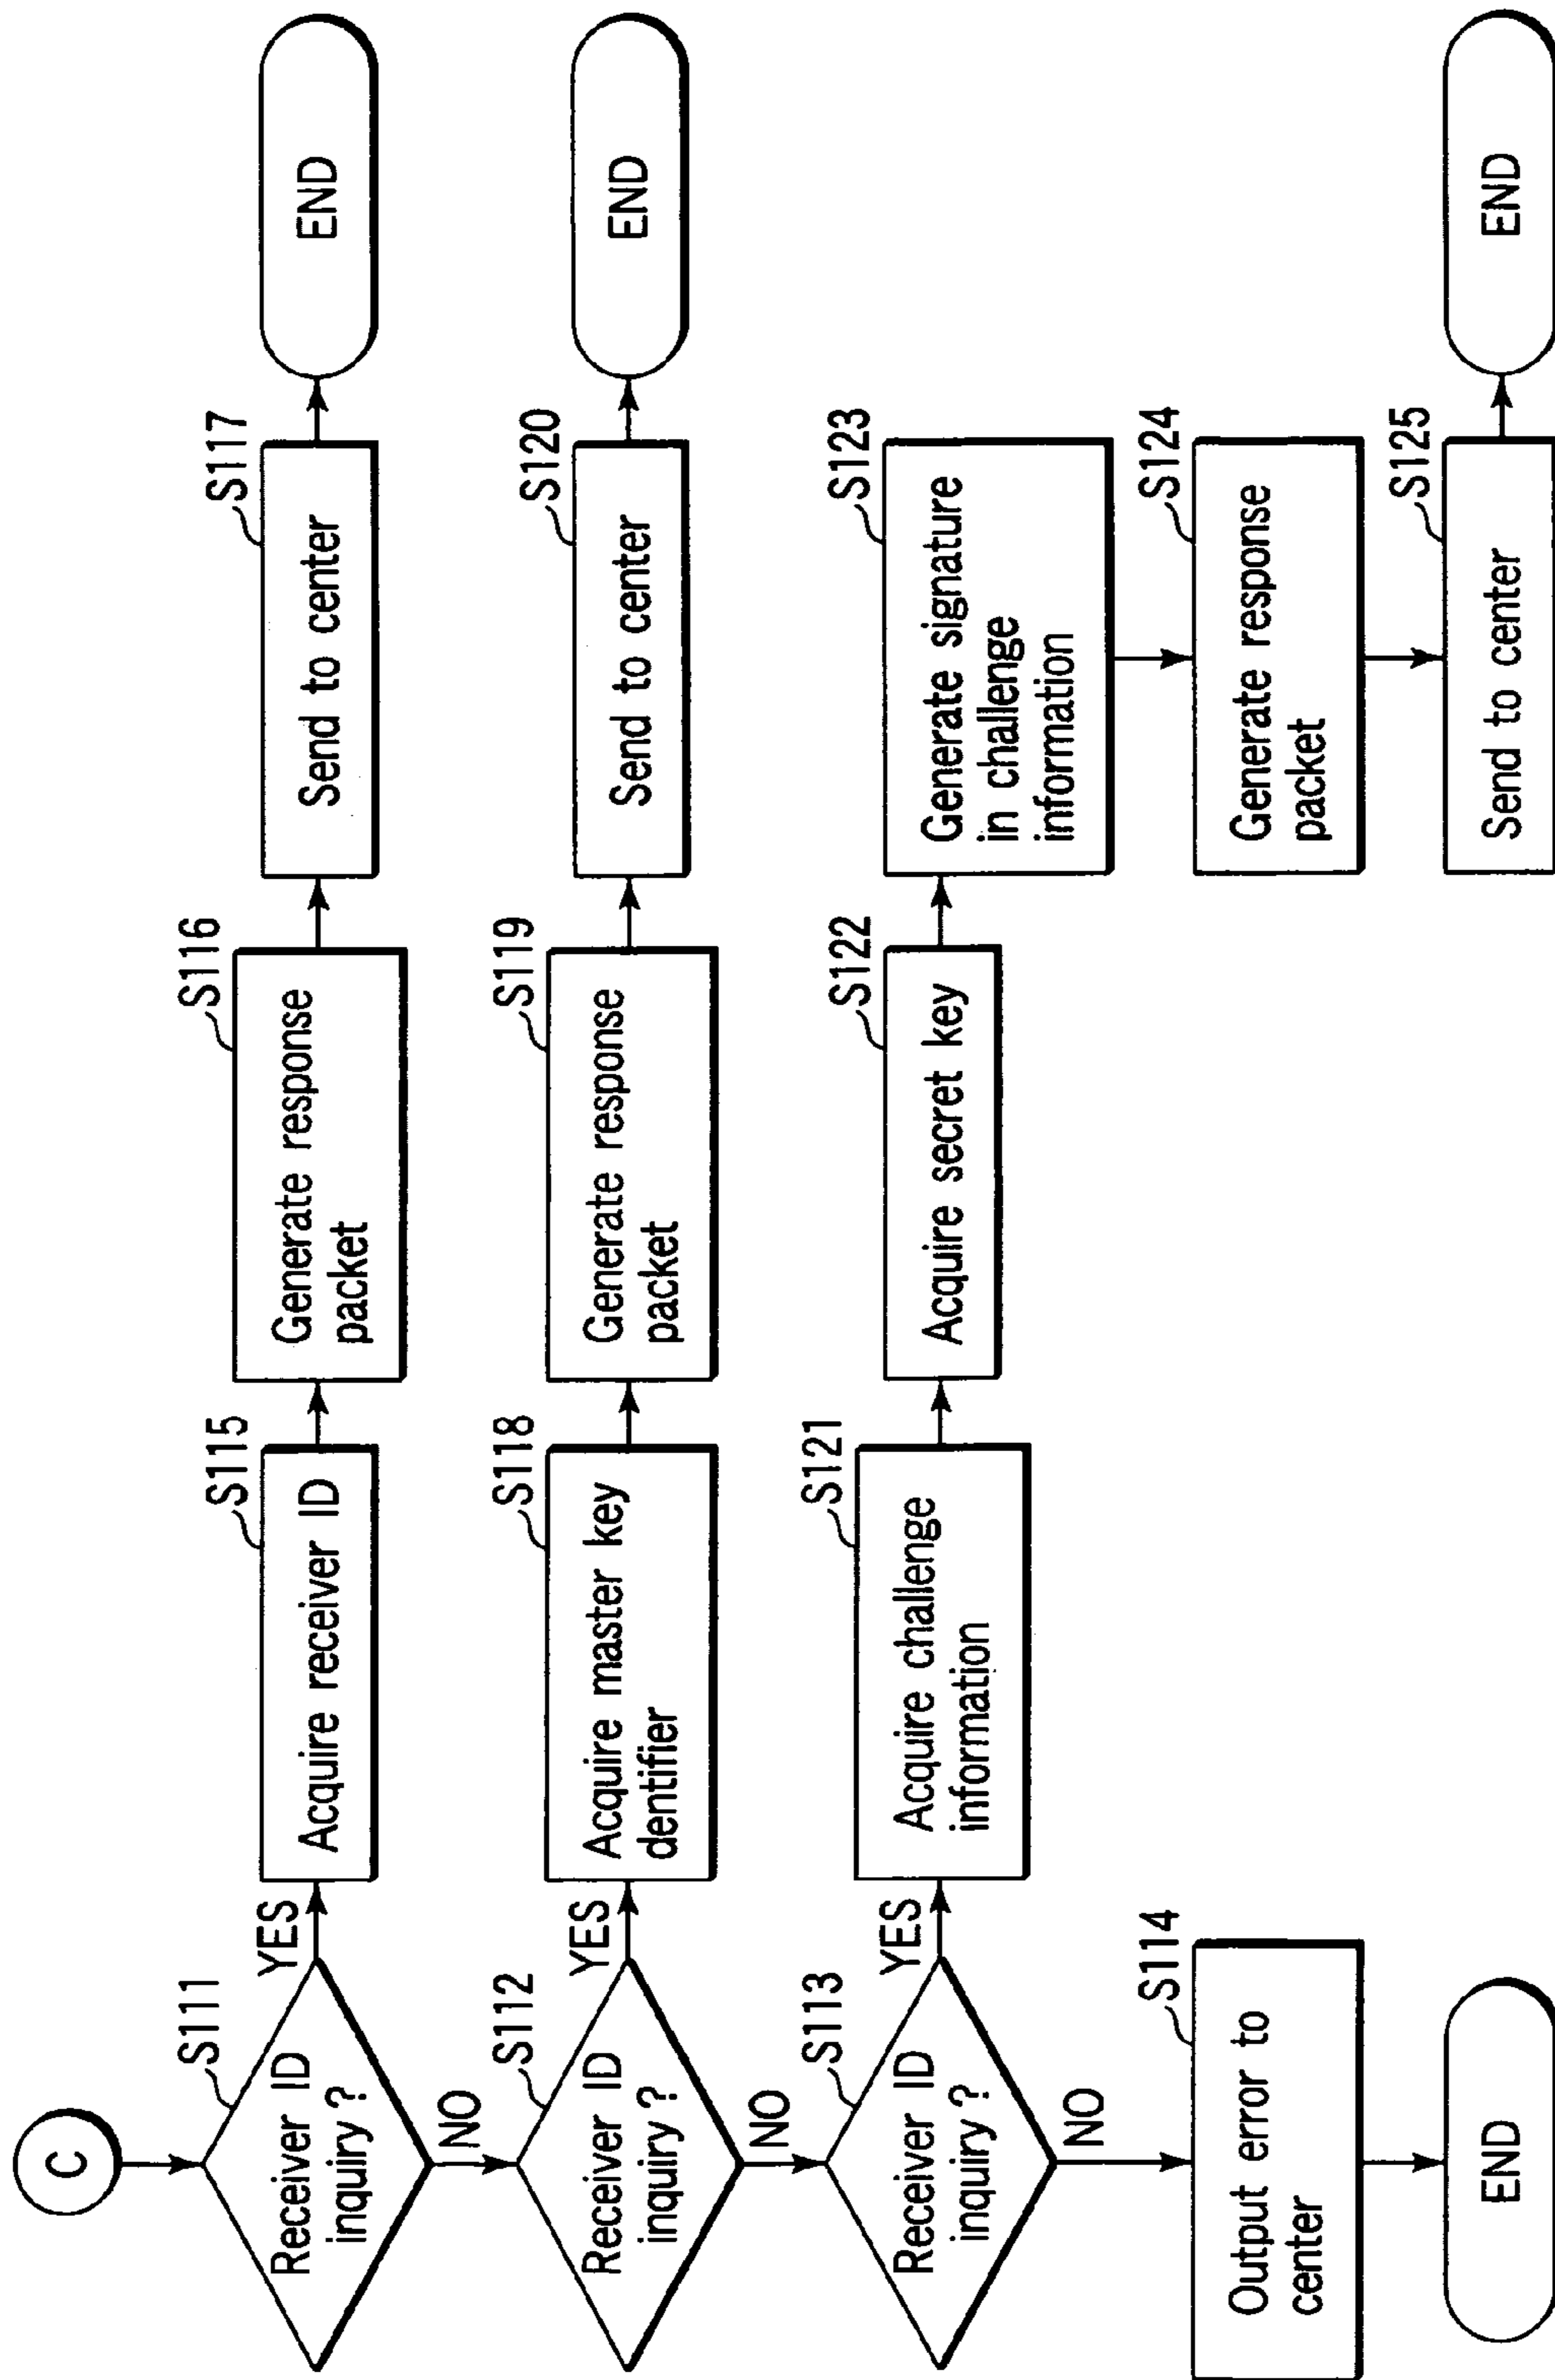 C
S111
Receiver ID
inquiry ?
YES
NO
S115
Acquire receiver ID
S116
Generate response
packet
S117
Send to center
END
S112
Receiver ID
inquiry ?
YES
NO
S118
Acquire master key
dentifier
S119
Generate response
packet
S120
Send to center
END
S113
Receiver ID
inquiry ?
YES
NO
S121
Acquire challenge
information
S122
Acquire secret key
S123
Generate signature
in challenge
information
S114
Output error to
center
END
S124
Generate response
packet
S125
Send to center
END